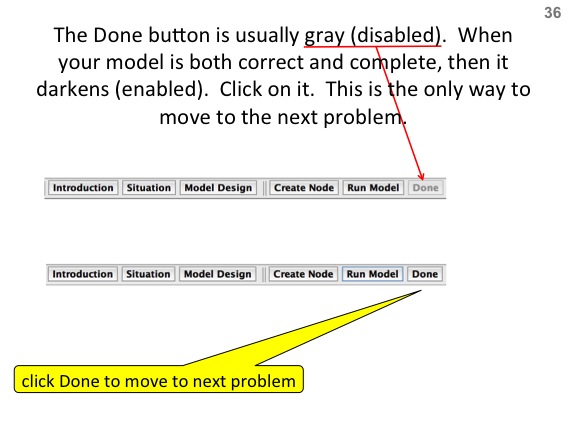 36
The Done button is usually gray (disabled).  When
your model is both correct and complete, then it
darkens (enabled).  Click on it.  This is the only way to
move to the next problem.
Introduction Situation Model Design Create Node Run Model Done
Introduction Situation Model Design Create Node Run Model Done
click Done to move to next problem